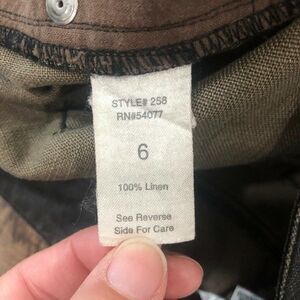 STYLE# 258
RN#54077
6
100% Linen
See Reverse
Side For Care